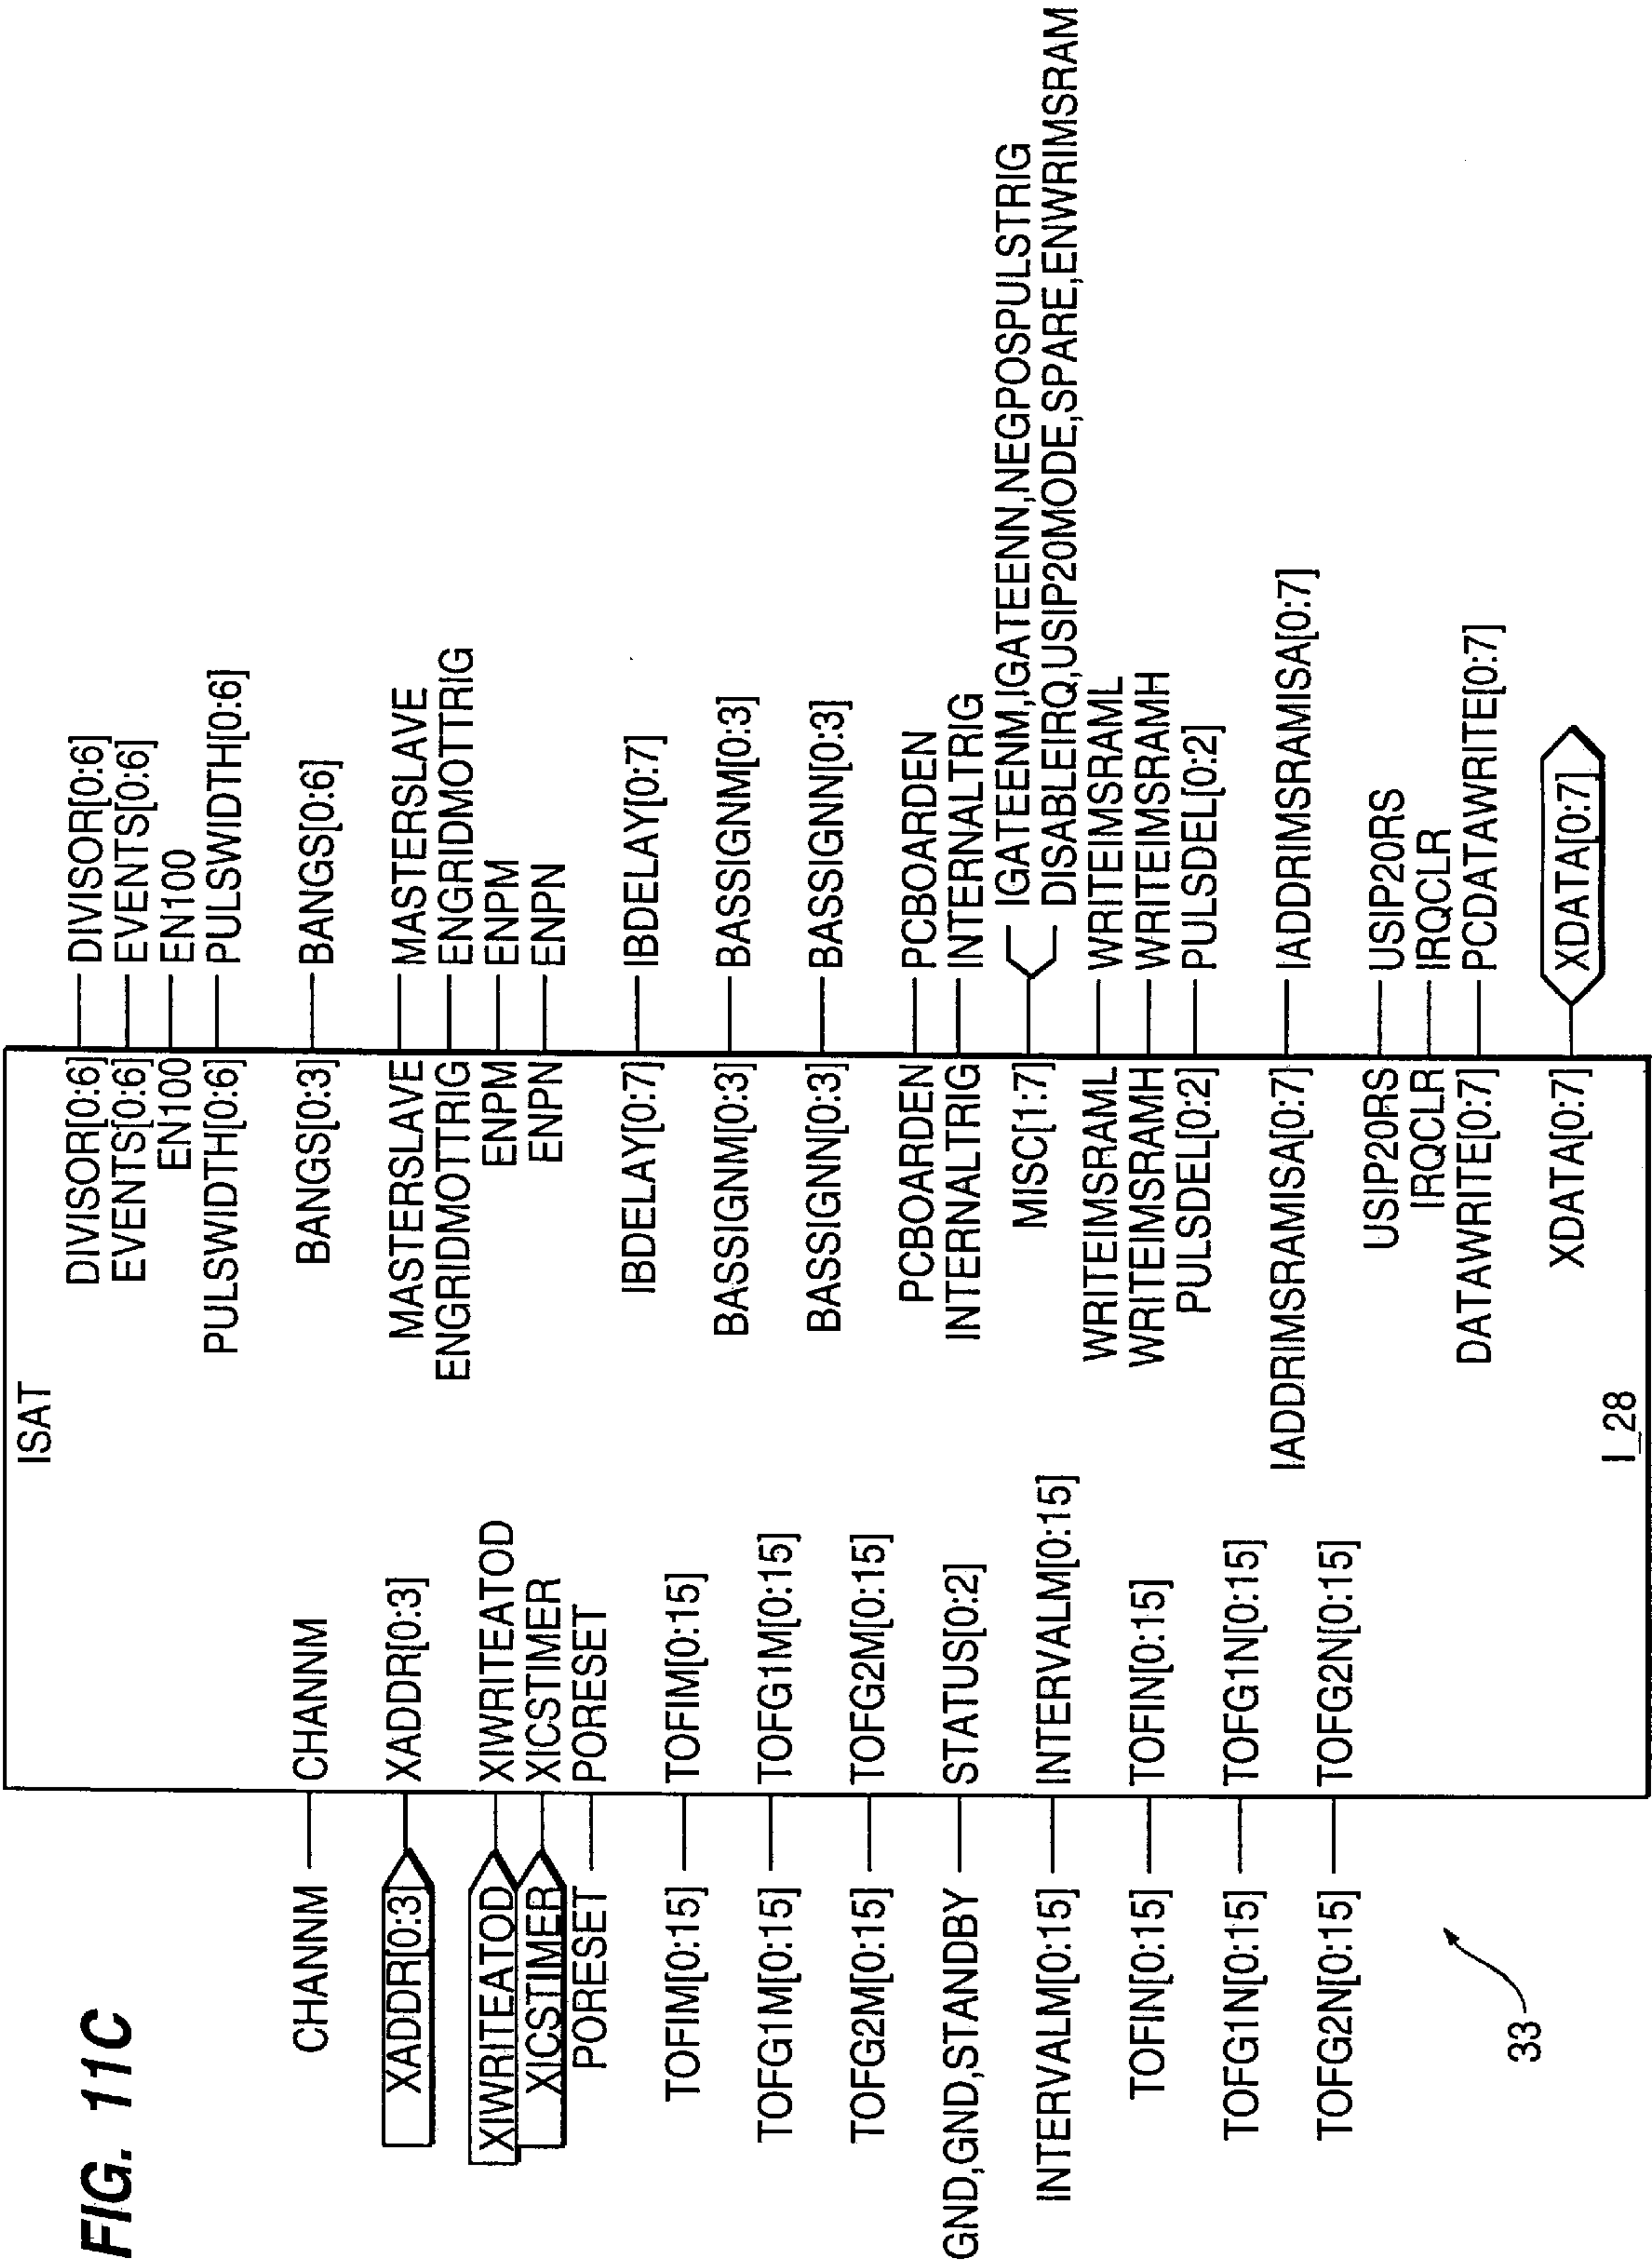 FIG. 11C
ISAT
CHANNM CHANNM
XADDR[0:3] XADDR[0:3]
XIWRITEATOD XIWRITEATOD
XICSTIMER XICSTIMER
PORESET PORESET
TOFIM[0:15] TOFIM[0:15]
TOFG1M[0:15] TOFG1M[0:15]
TOFG2M[0:15] TOFG2M[0:15]
GND,GND,STANDBY STATUS[0:2]
INTERVALM[0:15] INTERVALM[0:15]
TOFIN[0:15] TOFIN[0:15]
TOFG1N[0:15] TOFG1N[0:15]
TOFG2N[0:15] TOFG2N[0:15]
33
DIVISOR[0:6] DIVISOR[0:6]
EVENTS[0:6] EVENTS[0:6]
EN100 EN100
PULSWIDTH[0:6] PULSWIDTH[0:6]
BANGS[0:3] BANGS[0:6]
MASTERSLAVE MASTERSLAVE
ENGRIDMOTTRIG ENGRIDMOTTRIG
ENPM ENPM
ENPN ENPN
IBDELAY[0:7] IBDELAY[0:7]
BASSIGNM[0:3] BASSIGNM[0:3]
BASSIGNN[0:3] BASSIGNN[0:3]
PCBOARDEN PCBOARDEN
INTERNALTRIG INTERNALTRIG
MISC[1:7] IGATEENM,IGATEENN,NEGPOSPULSTRIG
DISABLEIRQ,USIP20MODE,SPARE,ENWRIMSRAM
WRITEIMSRAML WRITEIMSRAML
WRITEIMSRAMH WRITEIMSRAMH
PULSDEL[0:2] PULSDEL[0:2]
IADDRIMSRAMISA[0:7] IADDRIMSRAMISA[0:7]
USIP20RS USIP20RS
IRQCLR IRQCLR
DATAWRITE[0:7] PCDATAWRITE[0:7]
XDATA[0:7] XDATA[0:7]
I_28